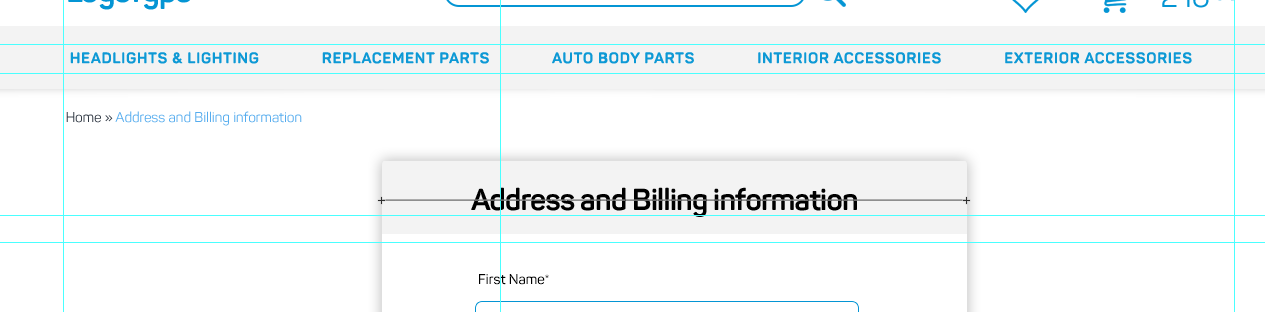 HEADLIGHTS & LIGHTING REPLACEMENT PARTS AUTO BODY PARTS INTERIOR ACCESSORIES EXTERIOR ACCESSORIES
Home » Address and Billing information
Address and Billing information
First Name*